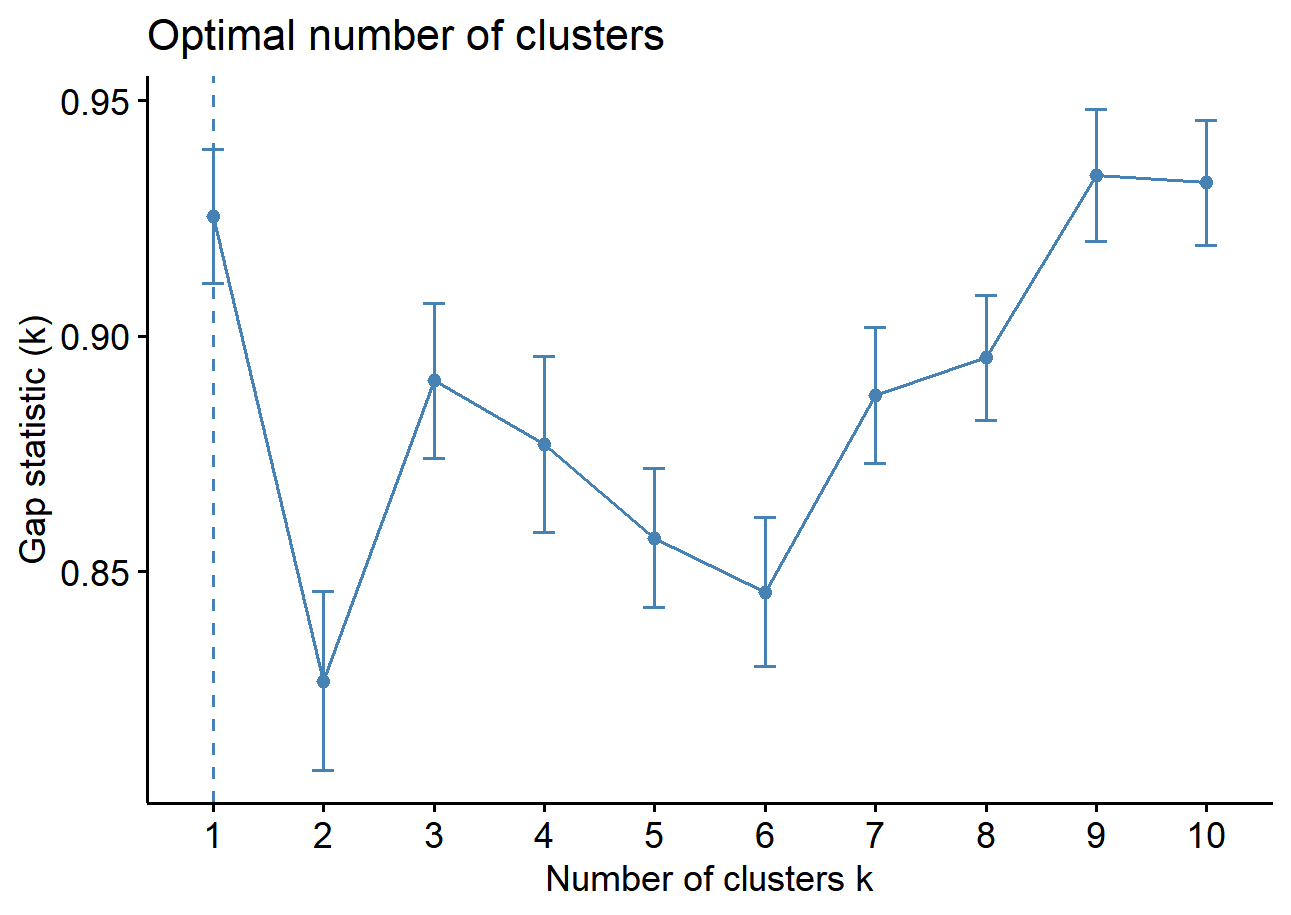 Optimal number of clusters
Gap statistic (k)
0.95
0.90
0.85
1 2 3 4 5 6 7 8 9 10
Number of clusters k